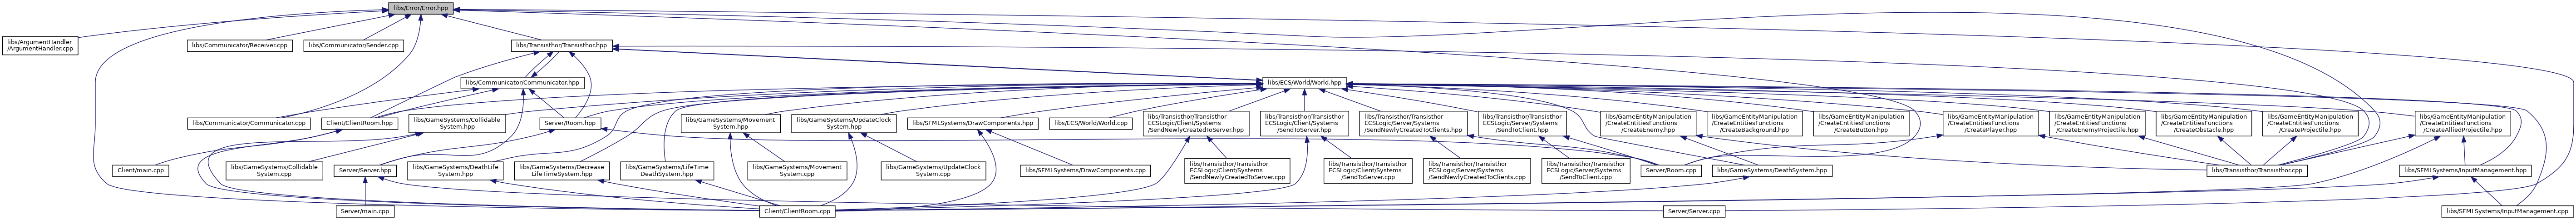 libs/Error/Error.hpp
libs/ArgumentHandler
/ArgumentHandler.cpp
libs/Communicator/Receiver.cpp
libs/Communicator/Sender.cpp
libs/Transisthor/Transisthor.hpp
libs/Communicator/Communicator.hpp
libs/ECS/World/World.hpp
libs/Communicator/Communicator.cpp
Client/ClientRoom.hpp
libs/GameSystems/Collidable
System.hpp
Server/Room.hpp
libs/GameSystems/Movement
System.hpp
libs/GameSystems/UpdateClock
System.hpp
libs/SFMLSystems/DrawComponents.hpp
libs/ECS/World/World.cpp
libs/Transisthor/Transisthor
ECSLogic/Client/Systems
/SendNewlyCreatedToServer.hpp
libs/Transisthor/Transisthor
ECSLogic/Client/Systems
/SendToServer.hpp
libs/Transisthor/Transisthor
ECSLogic/Server/Systems
/SendNewlyCreatedToClients.hpp
libs/Transisthor/Transisthor
ECSLogic/Server/Systems
/SendToClient.hpp
libs/GameEntityManipulation
/CreateEntitiesFunctions
/CreateEnemy.hpp
libs/GameEntityManipulation
/CreateEntitiesFunctions
/CreateBackground.hpp
libs/GameEntityManipulation
/CreateEntitiesFunctions
/CreateButton.hpp
libs/GameEntityManipulation
/CreateEntitiesFunctions
/CreatePlayer.hpp
libs/GameEntityManipulation
/CreateEntitiesFunctions
/CreateEnemyProjectile.hpp
libs/GameEntityManipulation
/CreateEntitiesFunctions
/CreateObstacle.hpp
libs/GameEntityManipulation
/CreateEntitiesFunctions
/CreateProjectile.hpp
libs/GameEntityManipulation
/CreateEntitiesFunctions
/CreateAlliedProjectile.hpp
Client/main.cpp
libs/GameSystems/Collidable
System.cpp
Server/Server.hpp
libs/GameSystems/DeathLife
System.hpp
libs/GameSystems/Decrease
LifeTimeSystem.hpp
libs/GameSystems/LifeTime
DeathSystem.hpp
libs/GameSystems/Movement
System.cpp
libs/GameSystems/UpdateClock
System.cpp
libs/SFMLSystems/DrawComponents.cpp
libs/Transisthor/Transisthor
ECSLogic/Client/Systems
/SendNewlyCreatedToServer.cpp
libs/Transisthor/Transisthor
ECSLogic/Client/Systems
/SendToServer.cpp
libs/Transisthor/Transisthor
ECSLogic/Server/Systems
/SendNewlyCreatedToClients.cpp
libs/Transisthor/Transisthor
ECSLogic/Server/Systems
/SendToClient.cpp
Server/Room.cpp
libs/GameSystems/DeathSystem.hpp
libs/Transisthor/Transisthor.cpp
libs/SFMLSystems/InputManagement.hpp
Server/main.cpp
Client/ClientRoom.cpp
Server/Server.cpp
libs/SFMLSystems/InputManagement.cpp